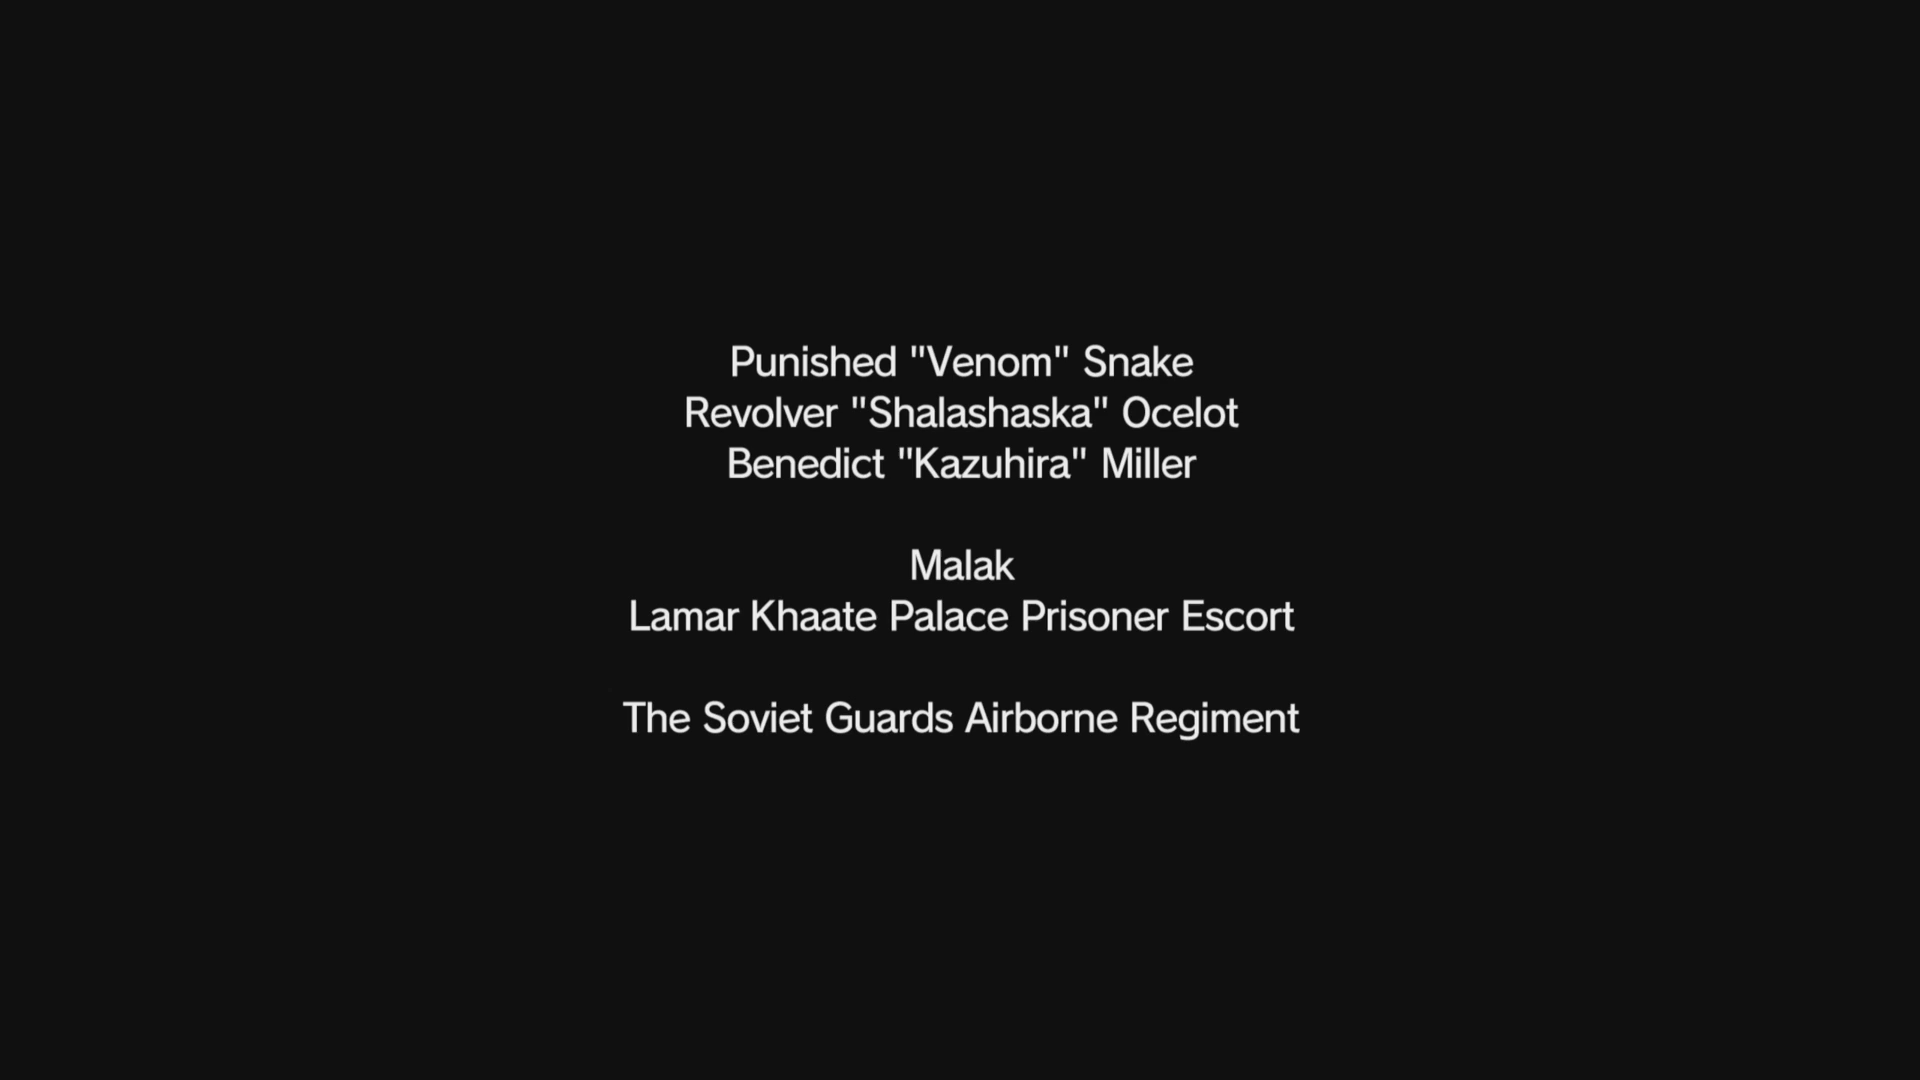 Punished "Venom" Snake
Revolver "Shalashaska" Ocelot
Benedict "Kazuhira" Miller
Malak
Lamar Khaate Palace Prisoner Escort
The Soviet Guards Airborne Regiment